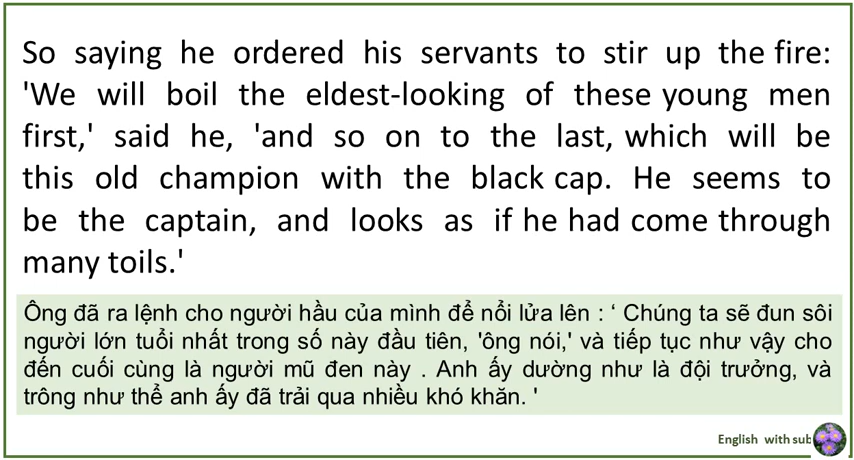 So saying he ordered his servants to stir up the fire:
'We will boil the eldest-looking of these young men
first,' said he, 'and so on to the last, which will be
this old champion with the black cap. He seems to
be the captain, and looks as if he had come through
many toils.'
Ông đã ra lệnh cho người hầu của mình để nổi lửa lên : ‘ Chúng ta sẽ đun sôi
người lớn tuổi nhất trong số này đầu tiên, 'ông nói,' và tiếp tục như vậy cho
đến cuối cùng là người mũ đen này . Anh ấy dường như là đội trưởng, và
trông như thể anh ấy đã trải qua nhiều khó khăn. '
English with sub